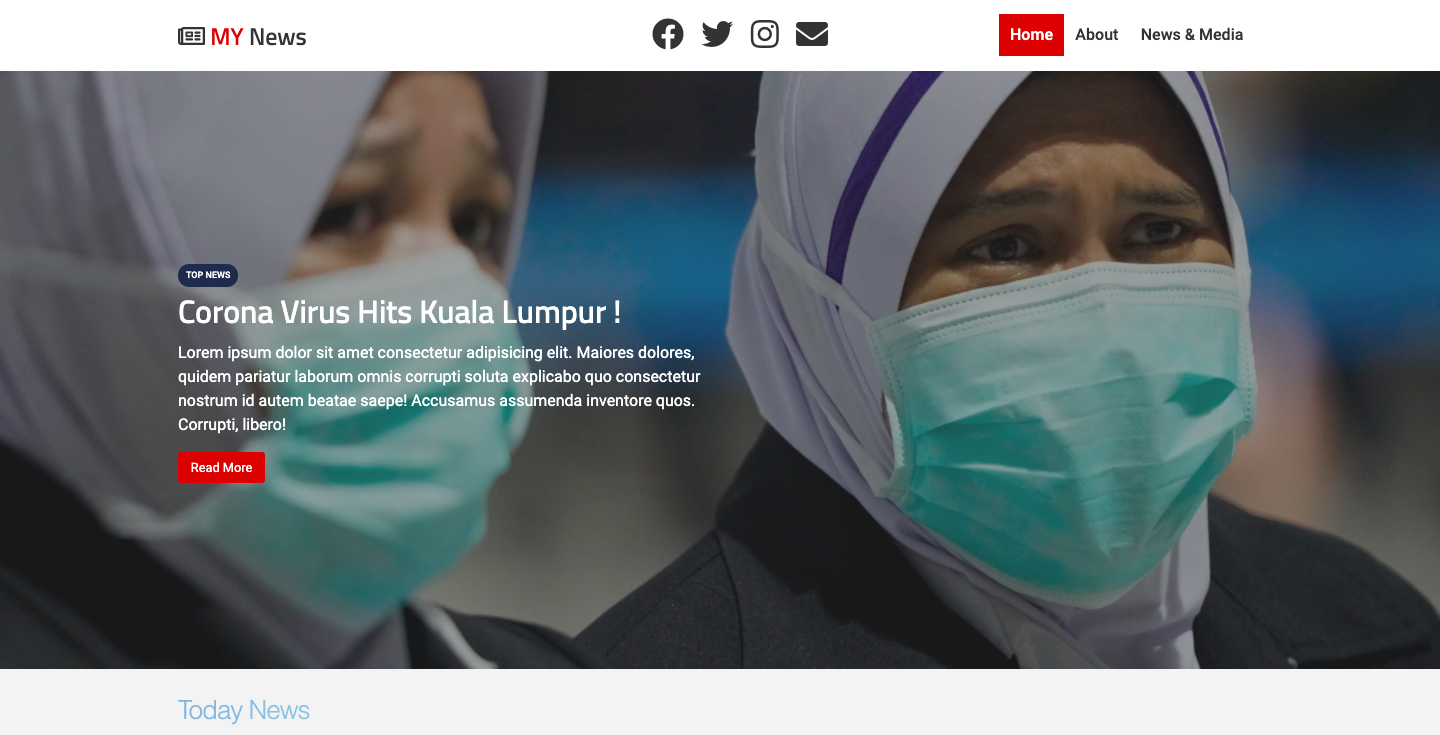 MY News
Home
About
News & Media
TOP NEWS
Corona Virus Hits Kuala Lumpur !
Lorem ipsum dolor sit amet consectetur adipisicing elit. Maiores dolores,
quidem pariatur laborum omnis corrupti soluta explicabo quo consectetur
nostrum id autem beatae saepe! Accusamus assumenda inventore quos.
Corrupti, libero!
Read More
Today News